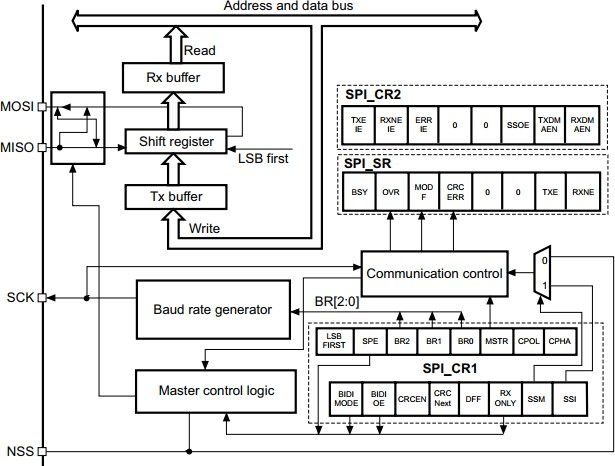 Address and data bus
Read
Rx buffer
MOSI
MISO
Shift register
LSB first
Tx buffer
Write
SPI_CR2
TXE IE
RXNE IE
ERR IE
0
0
SSOE
TXDM AEN
RXDM AEN
SPI_SR
BSY
OVR
MOD F
CRC ERR
0
0
TXE
RXNE
Communication control
0
1
SCK
Baud rate generator
BR[2:0]
LSB FIRST
SPE
BR2
BR1
BR0
MSTR
CPOL
CPHA
SPI_CR1
Master control logic
BIDI MODE
BIDI OE
CRCEN
CRC Next
DFF
RX ONLY
SSM
SSI
NSS